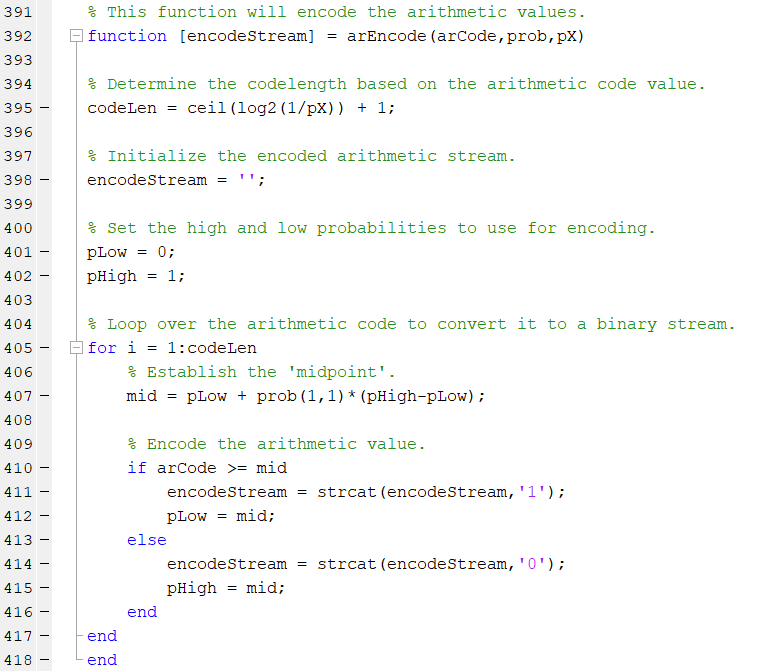 391 % This function will encode the arithmetic values.
392 function [encodeStream] = arEncode(arCode,prob,pX)
393
394 % Determine the codelength based on the arithmetic code value.
395 – codeLen = ceil(log2(1/pX)) + 1;
396
397 % Initialize the encoded arithmetic stream.
398 – encodeStream = '';
399
400 % Set the high and low probabilities to use for encoding.
401 – pLow = 0;
402 – pHigh = 1;
403
404 % Loop over the arithmetic code to convert it to a binary stream.
405 – for i = 1:codeLen
406 % Establish the 'midpoint'.
407 – mid = pLow + prob(1,1)*(pHigh-pLow);
408
409 % Encode the arithmetic value.
410 – if arCode >= mid
411 – encodeStream = strcat(encodeStream,'1');
412 – pLow = mid;
413 – else
414 – encodeStream = strcat(encodeStream,'0');
415 – pHigh = mid;
416 – end
417 – end
418 – end